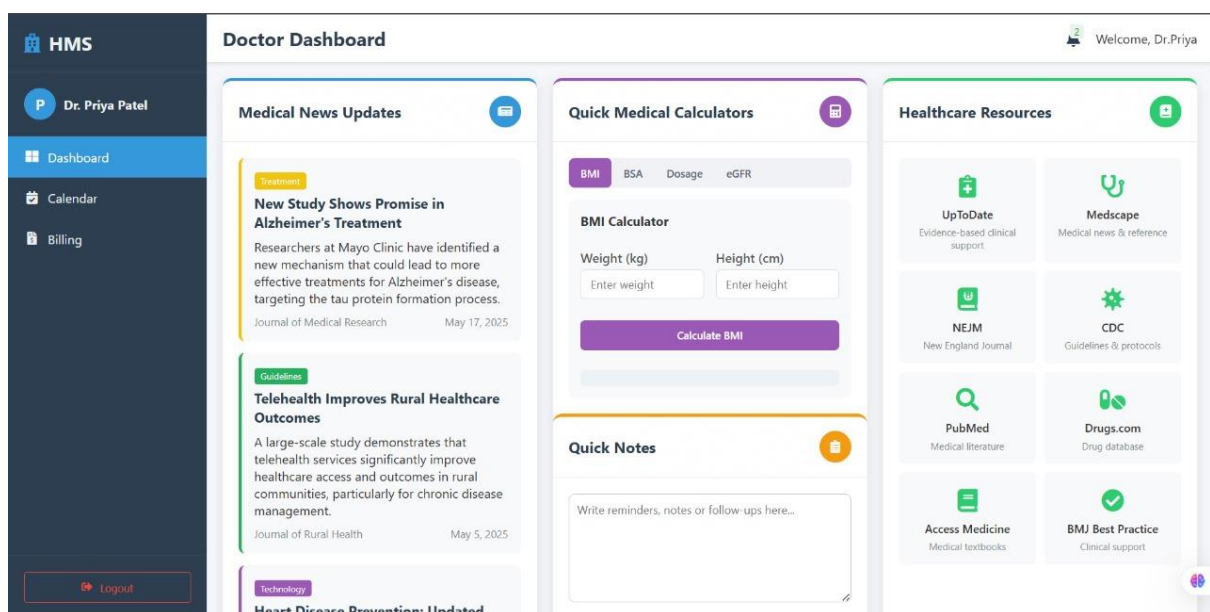 HMS
Doctor Dashboard
2
Welcome, Dr.Priya
P
Dr. Priya Patel
Dashboard
Calendar
Billing
Logout
Medical News Updates
Treatment
New Study Shows Promise in
Alzheimer's Treatment
Researchers at Mayo Clinic have identified a
new mechanism that could lead to more
effective treatments for Alzheimer's disease,
targeting the tau protein formation process.
Journal of Medical Research
May 17, 2025
Guidelines
Telehealth Improves Rural Healthcare
Outcomes
A large-scale study demonstrates that
telehealth services significantly improve
healthcare access and outcomes in rural
communities, particularly for chronic disease
management.
Journal of Rural Health
May 5, 2025
Technology
Heart Disease Prevention: Updated
Quick Medical Calculators
BMI BSA Dosage eGFR
BMI Calculator
Weight (kg) Height (cm)
Enter weight Enter height
Calculate BMI
Quick Notes
Write reminders, notes or follow-ups here...
Healthcare Resources
UpToDate
Evidence-based clinical
support
Medscape
Medical news & reference
NEJM
New England Journal
CDC
Guidelines & protocols
PubMed
Medical literature
Drugs.com
Drug database
Access Medicine
Medical textbooks
BMJ Best Practice
Clinical support